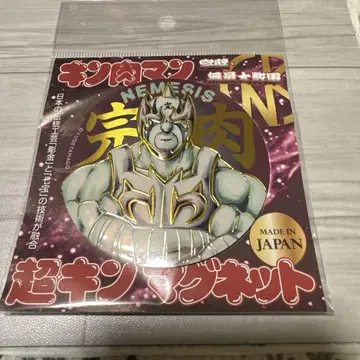 キン肉マン
NEMESIS
完肉
日本の伝統工芸「彫金」と「七宝」の技術が融合
MADE IN
JAPAN
超キンマグネット